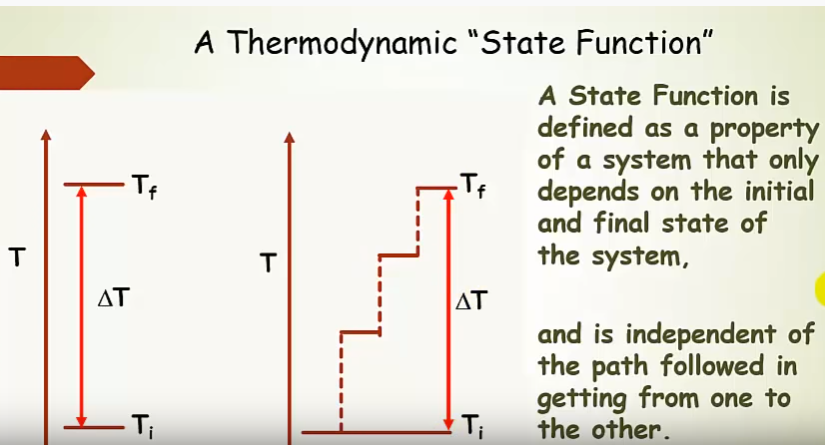 A Thermodynamic “State Function”
T
T_f
ΔT
T_i
T
T_f
ΔT
T_i
A State Function is
defined as a property
of a system that only
depends on the initial
and final state of
the system,
and is independent of
the path followed in
getting from one to
the other.